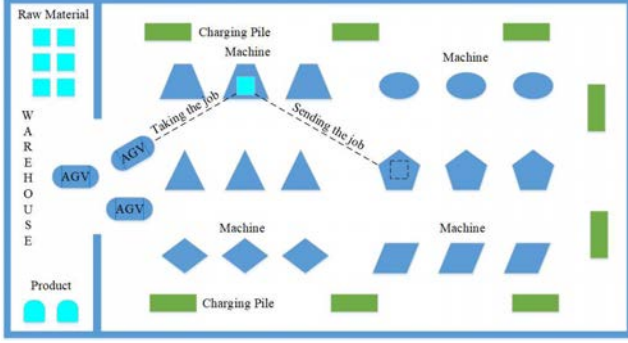 Raw Material
Charging Pile
Machine
Machine
WAREHOUSE
Taking the job
Sending the job
AGV
AGV
AGV
Machine
Machine
Product
Charging Pile